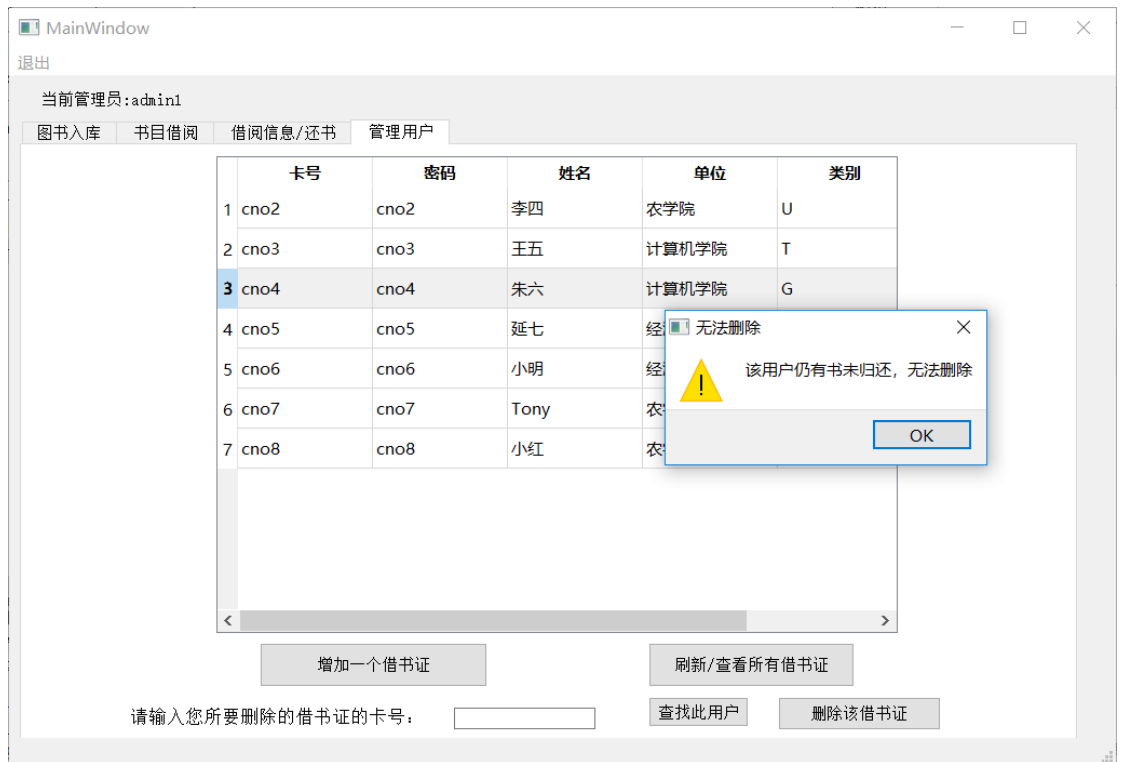 MainWindow
退出
当前管理员:admin1
图书入库 书目借阅 借阅信息/还书 管理用户
卡号 密码 姓名 单位 类别
1 cno2 cno2 李四 农学院 U
2 cno3 cno3 王五 计算机学院 T
3 cno4 cno4 朱六 计算机学院 G
4 cno5 cno5 延七
5 cno6 cno6 小明
6 cno7 cno7 Tony
7 cno8 cno8 小红
无法删除
该用户仍有书未归还，无法删除
OK
增加一个借书证 刷新/查看所有借书证
请输入您所要删除的借书证的卡号： 查找此用户 删除该借书证